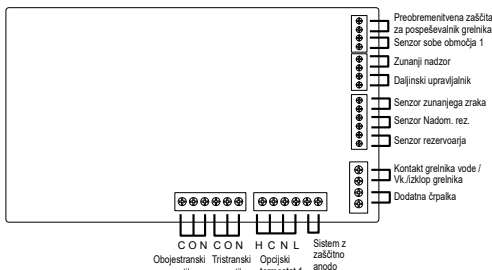 Preobremenitvena zaščita
za pospeševalnik grelnika
Senzor sobe območja 1
Zunanji nadzor
Daljinski upravljalnik
Senzor zunanjega zraka
Senzor Nadom. rez.
Senzor rezervoarja
Kontakt grelnika vode /
Vk./izklop grelnika
Dodatna črpalka
C O N C O N H C N L
Obojestranski Tristranski Opcijski
Sistem z
zaščitno
anodo